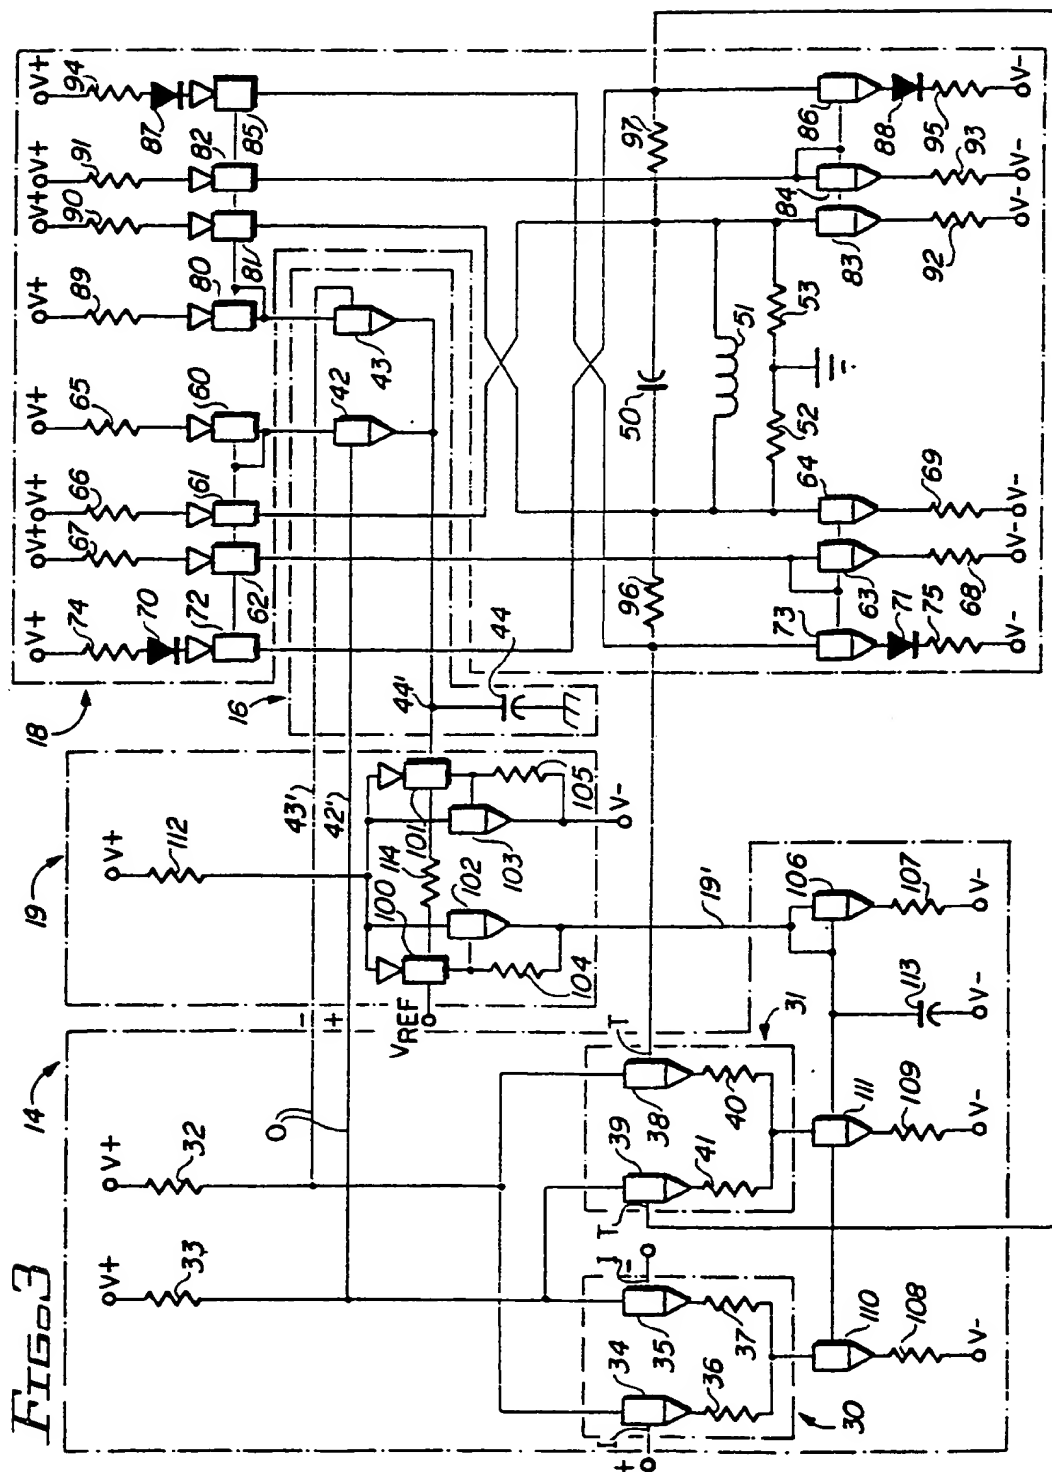 FIG. 3
14
19
18
V+
V+
V+
V+
V+
V+
V+
V+
V+
V+
V+
33
32
112
74
67
66
65
89
90
91
94
70
87
72
62
61
60
80
81
82
85
O
43'
42'
16
42
43
44'
44
-
+
VREF
100
114
101
102
103
104
105
V-
19'
96
50
97
51
52
53
I
I
T
T
+
-
34
35
36
37
30
39
38
41
40
31
73
63
64
83
84
86
71
88
75
68
69
92
93
95
V-
V-
V-
V-
V-
V-
110
111
106
108
109
113
107
V-
V-
V-
V-